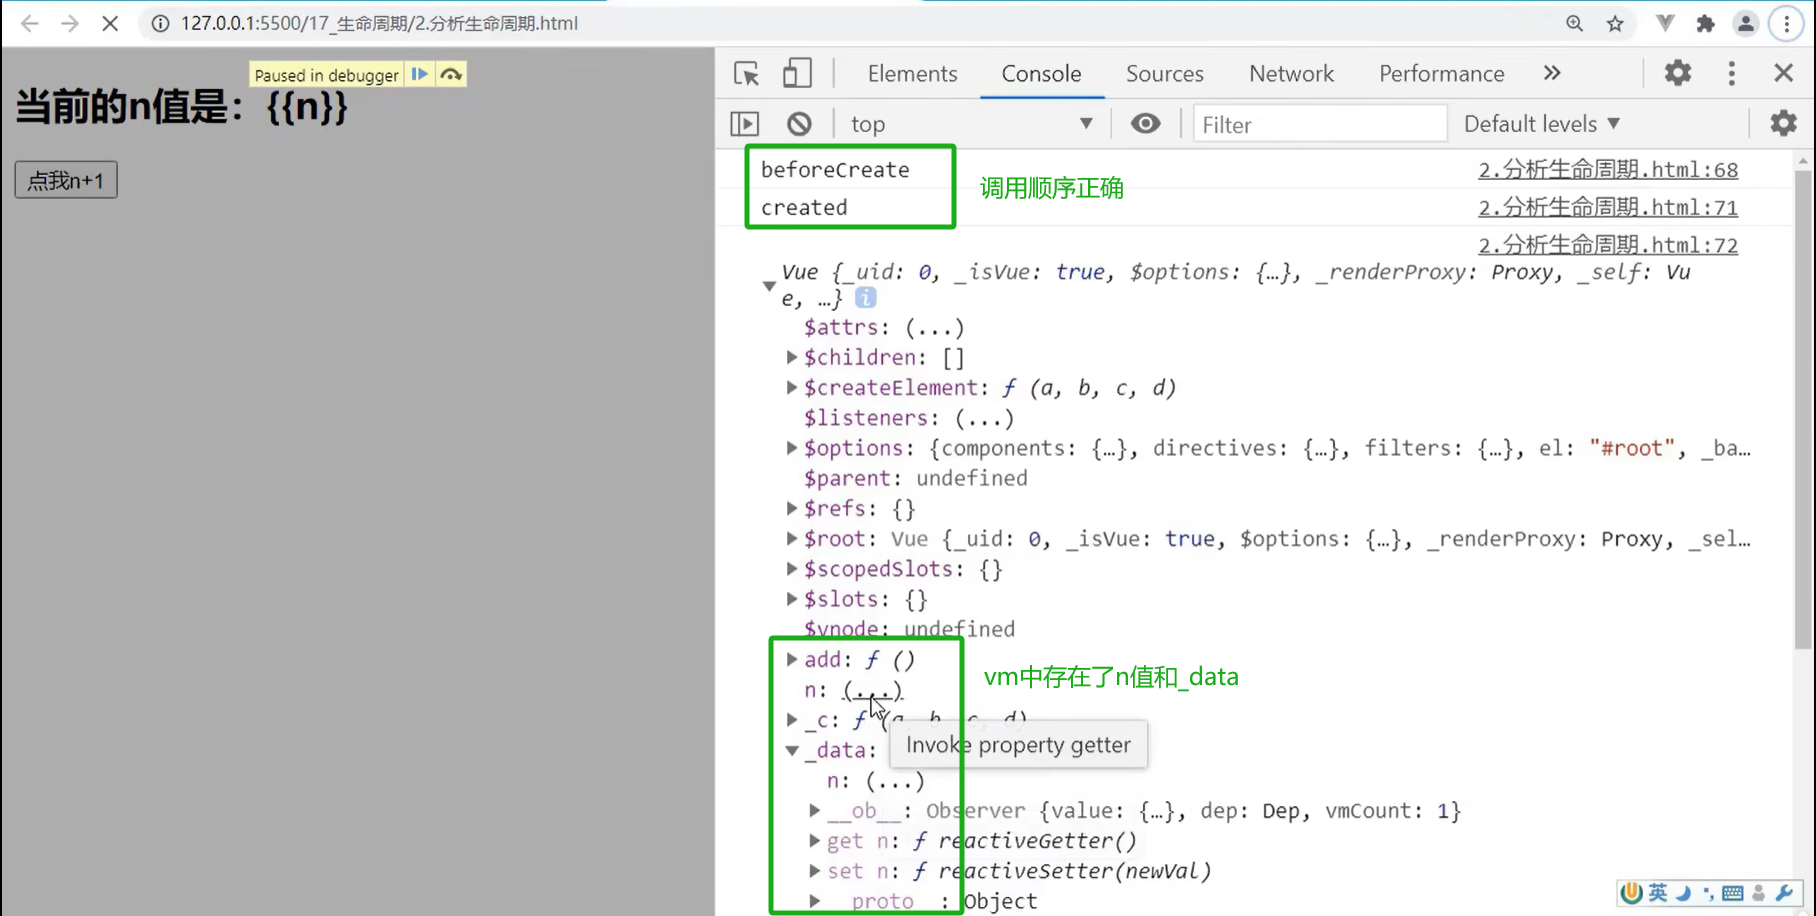 127.0.0.1:5500/17_生命周期/2.分析生命周期.html
Paused in debugger
当前的n值是：{{n}}
点我n+1
Elements Console Sources Network Performance
top Filter Default levels
beforeCreate 2.分析生命周期.html:68
调用顺序正确
created 2.分析生命周期.html:71
2.分析生命周期.html:72
Vue {_uid: 0, _isVue: true, $options: {…}, _renderProxy: Proxy, _self: Vu
e, …}
$attrs: (...)
$children: []
$createElement: ƒ (a, b, c, d)
$listeners: (...)
$options: {components: {…}, directives: {…}, filters: {…}, el: "#root", _ba…
$parent: undefined
$refs: {}
$root: Vue {_uid: 0, _isVue: true, $options: {…}, _renderProxy: Proxy, _sel…
$scopedSlots: {}
$slots: {}
$vnode: undefined
add: ƒ ()
vm中存在了n值和_data
n: (...)
_c: ƒ (a, b, c, d)
_data:
Invoke property getter
n: (...)
__ob__: Observer {value: {…}, dep: Dep, vmCount: 1}
get n: ƒ reactiveGetter()
set n: ƒ reactiveSetter(newVal)
__proto__: Object
英